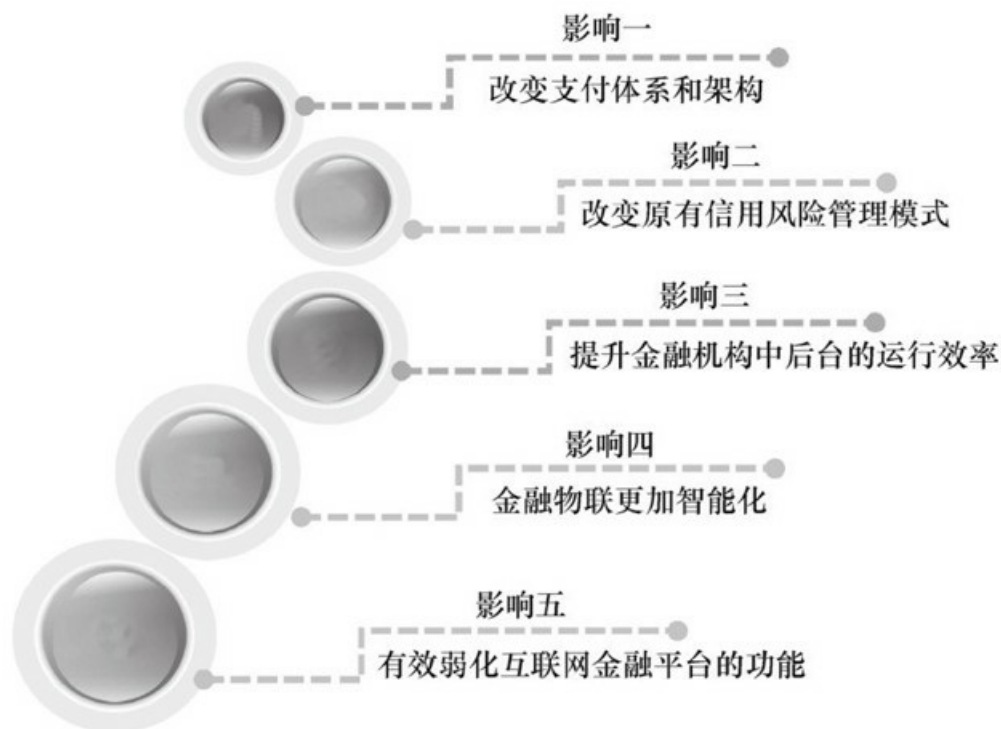 影响一
改变支付体系和架构
影响二
改变原有信用风险管理模式
影响三
提升金融机构中后台的运行效率
影响四
金融物联更加智能化
影响五
有效弱化互联网金融平台的功能